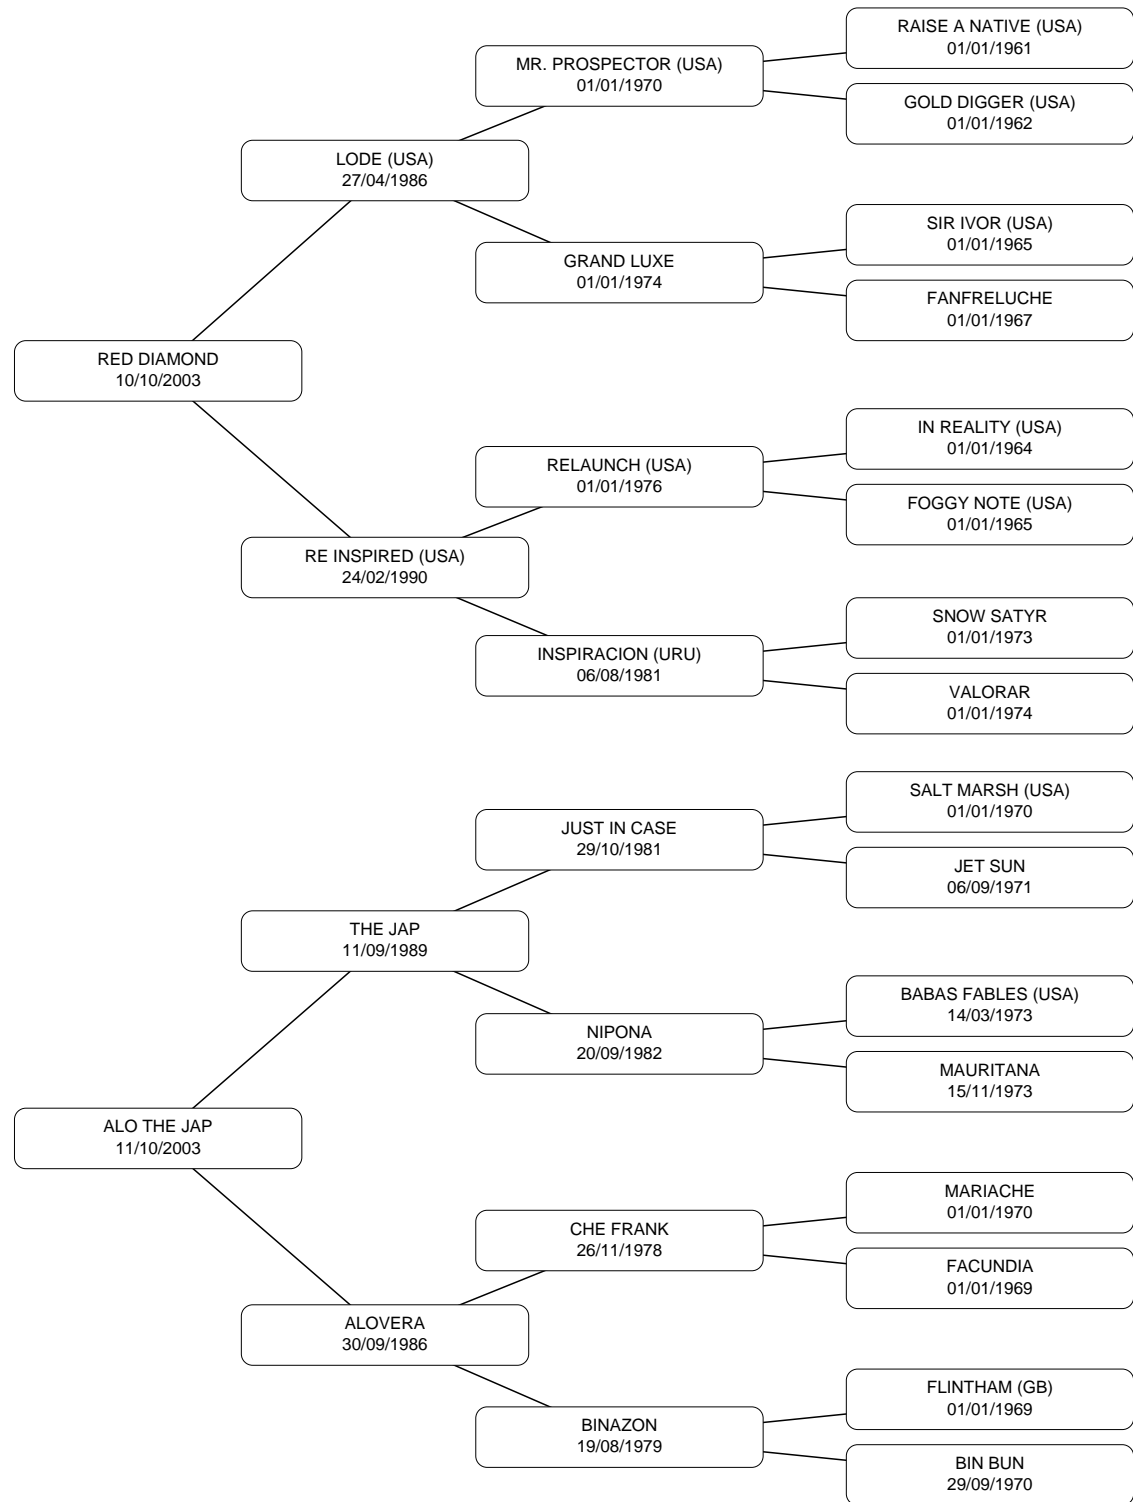 RAISE A NATIVE (USA)
01/01/1961
MR. PROSPECTOR (USA)
01/01/1970
GOLD DIGGER (USA)
01/01/1962
LODE (USA)
27/04/1986
SIR IVOR (USA)
01/01/1965
GRAND LUXE
01/01/1974
FANFRELUCHE
01/01/1967
RED DIAMOND
10/10/2003
IN REALITY (USA)
01/01/1964
RELAUNCH (USA)
01/01/1976
FOGGY NOTE (USA)
01/01/1965
RE INSPIRED (USA)
24/02/1990
SNOW SATYR
01/01/1973
INSPIRACION (URU)
06/08/1981
VALORAR
01/01/1974
SALT MARSH (USA)
01/01/1970
JUST IN CASE
29/10/1981
JET SUN
06/09/1971
THE JAP
11/09/1989
BABAS FABLES (USA)
14/03/1973
NIPONA
20/09/1982
MAURITANA
15/11/1973
ALO THE JAP
11/10/2003
MARIACHE
01/01/1970
CHE FRANK
26/11/1978
FACUNDIA
01/01/1969
ALOVERA
30/09/1986
FLINTHAM (GB)
01/01/1969
BINAZON
19/08/1979
BIN BUN
29/09/1970